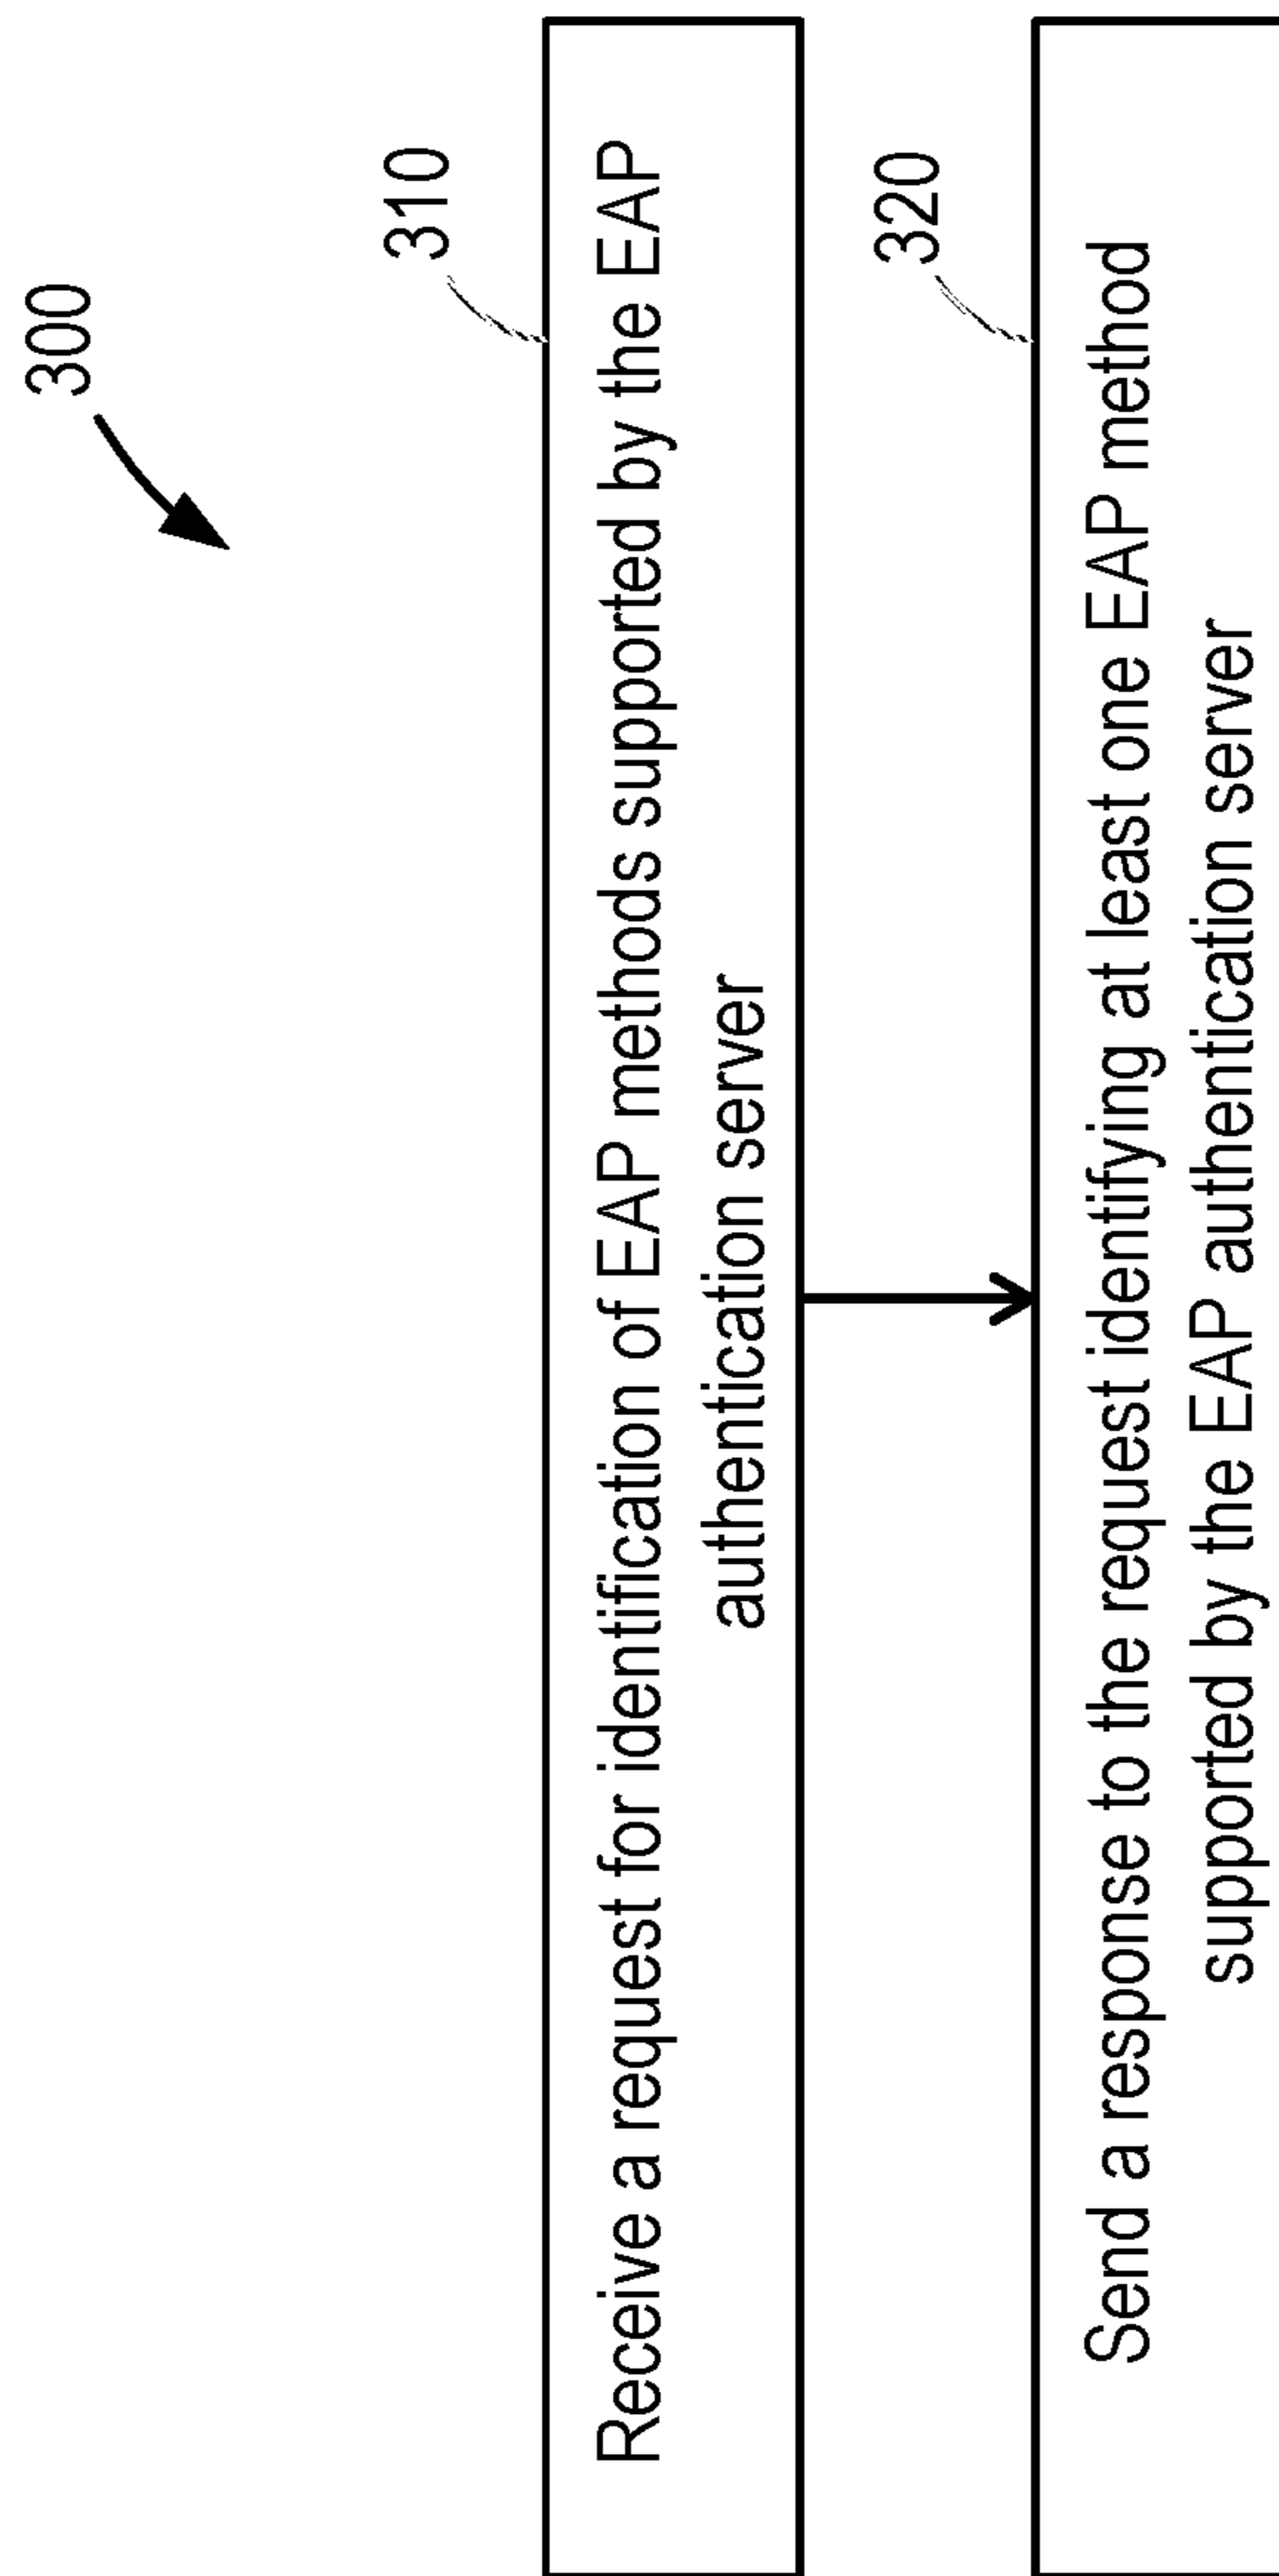 300
310
Receive a request for identification of EAP methods supported by the EAP
authentication server
320
Send a response to the request identifying at least one EAP method
supported by the EAP authentication server